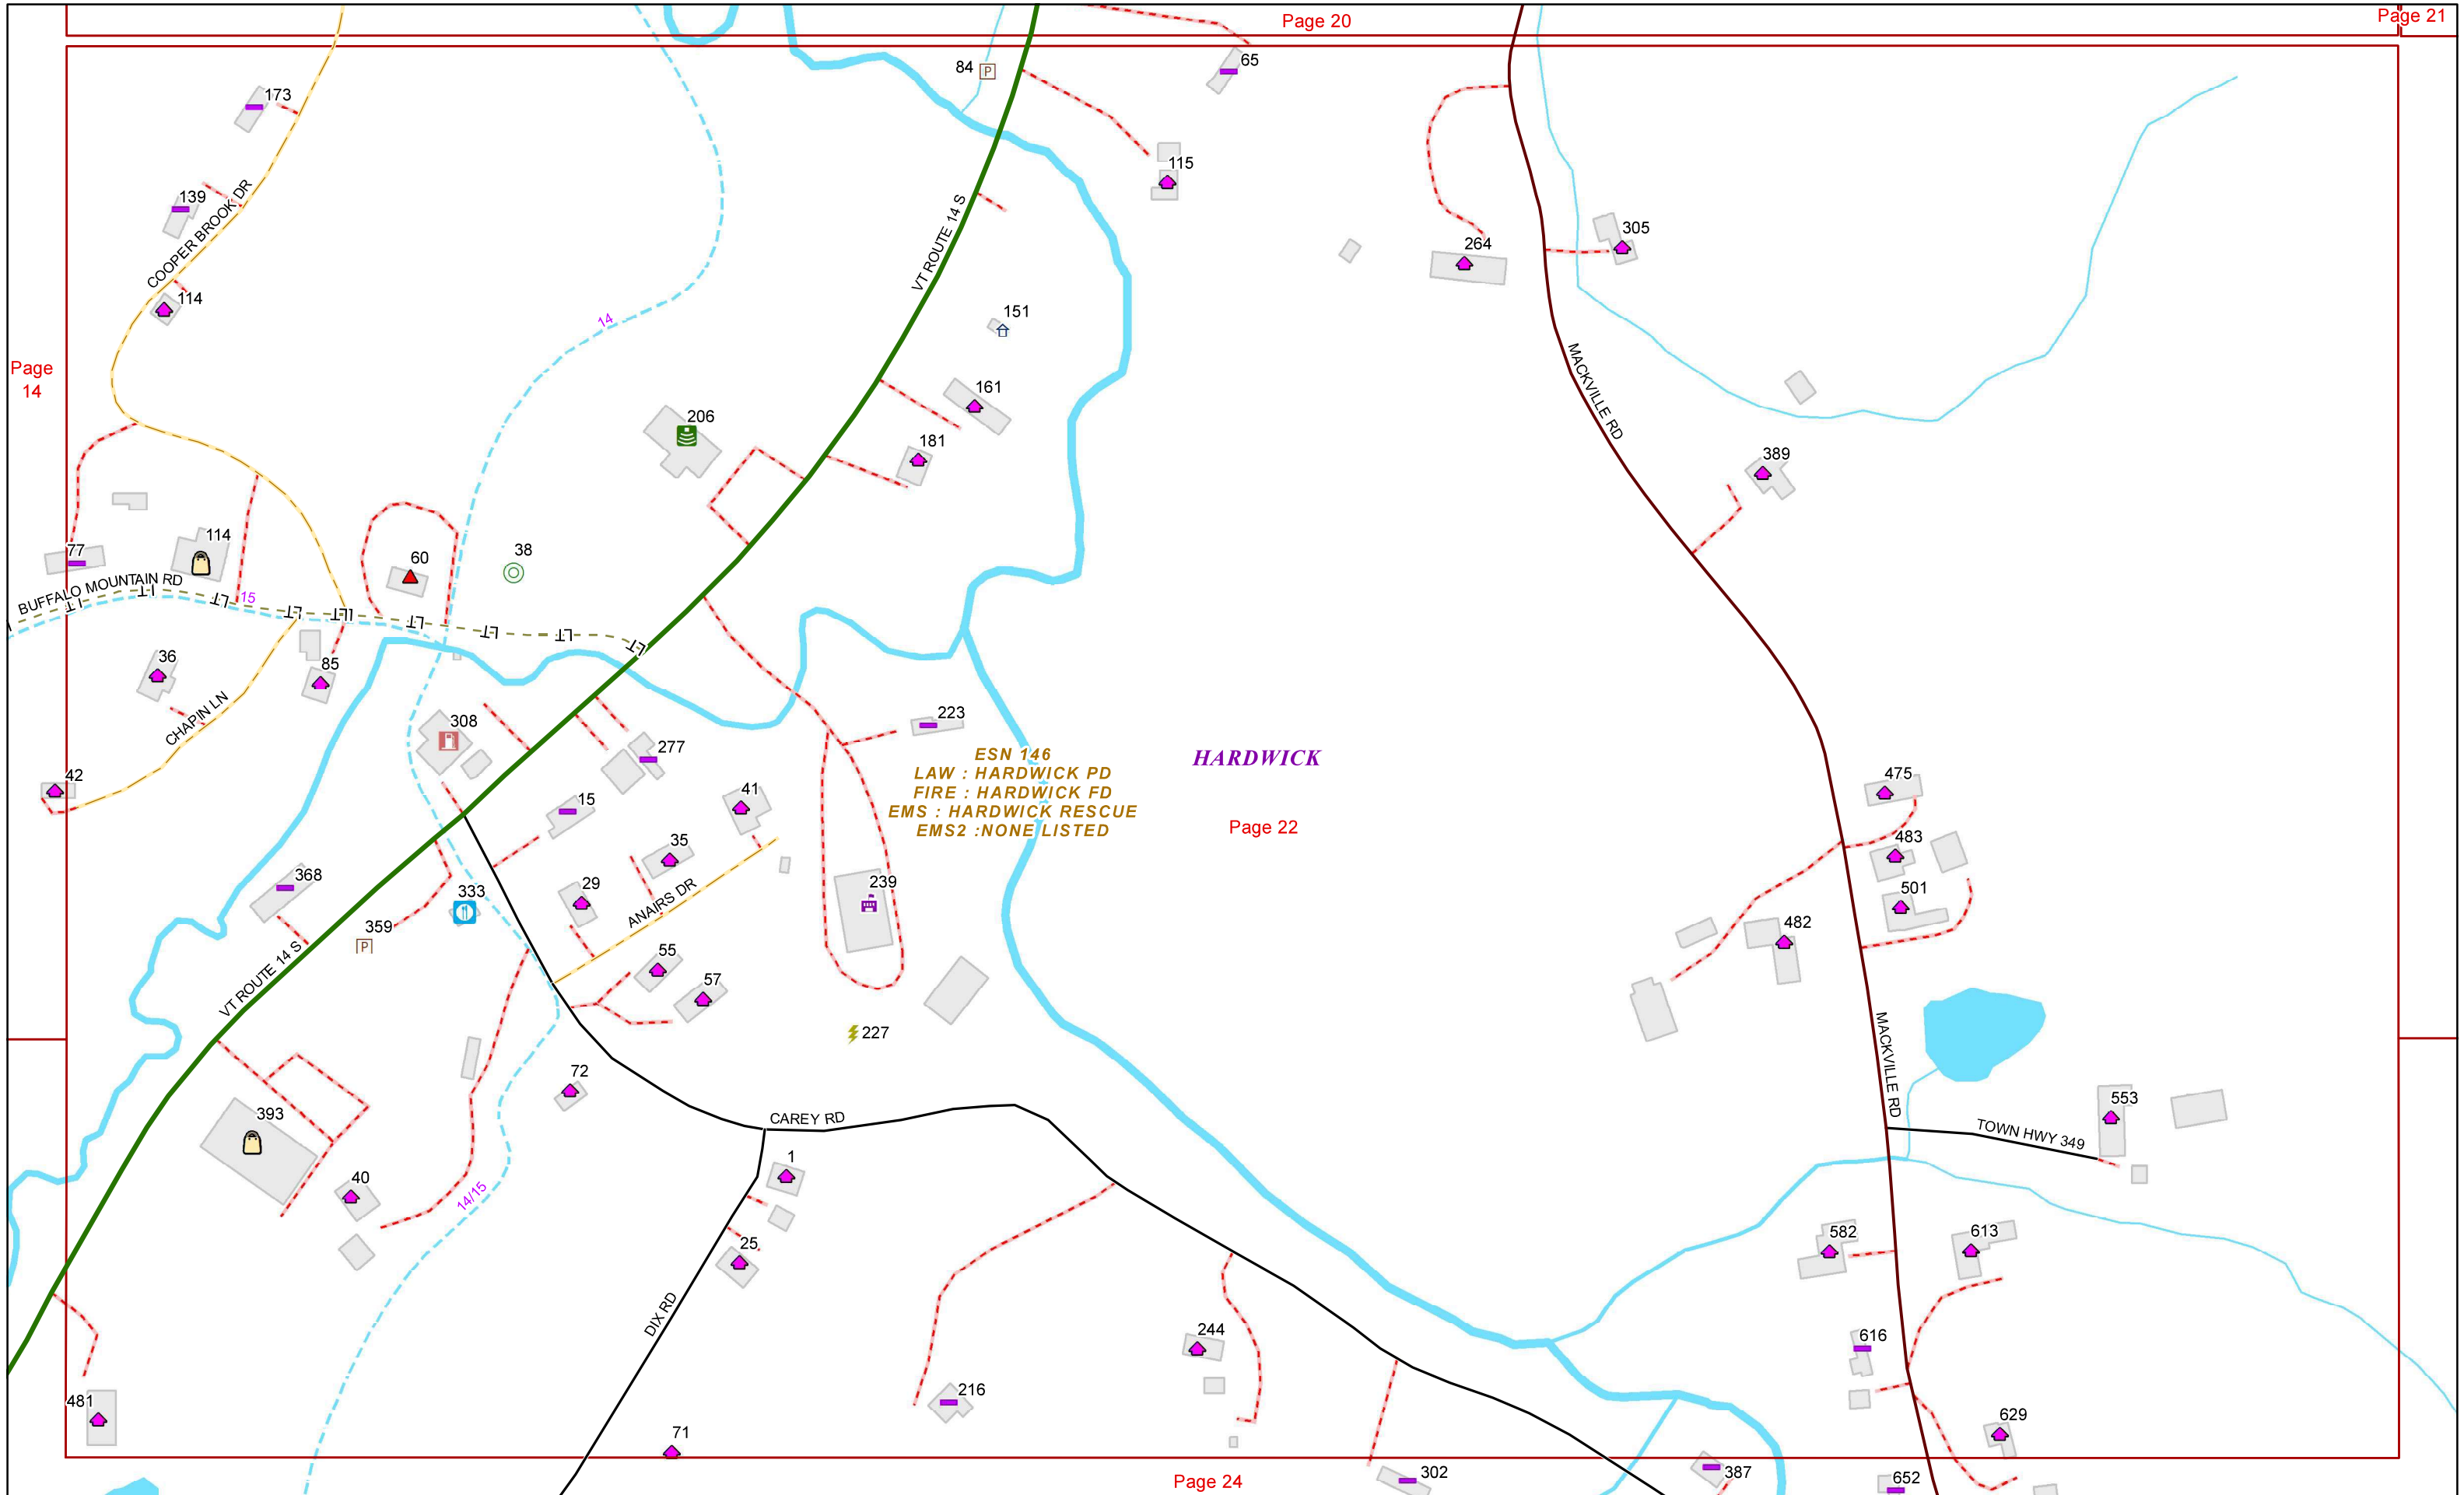 Page 20
Page 21
84
65
173
115
139
COOPER BROOK DR
VT ROUTE 14 S
305
264
114
14
151
Page
14
MACKVILLE RD
161
206
181
389
114
77
60
38
BUFFALO MOUNTAIN RD
15
36
85
CHAPIN LN
308
223
277
ESN 146
LAW : HARDWICK PD
FIRE : HARDWICK FD
EMS : HARDWICK RESCUE
EMS2 :NONE LISTED
HARDWICK
Page 22
42
15
41
475
35
483
368
333
29
ANAIRS DR
239
501
359
P
P
482
VT ROUTE 14 S
55
57
227
MACKVILLE RD
72
393
CAREY RD
553
TOWN HWY 349
1
40
14/15
25
582
613
DIX RD
244
616
216
481
71
629
Page 24
302
387
652